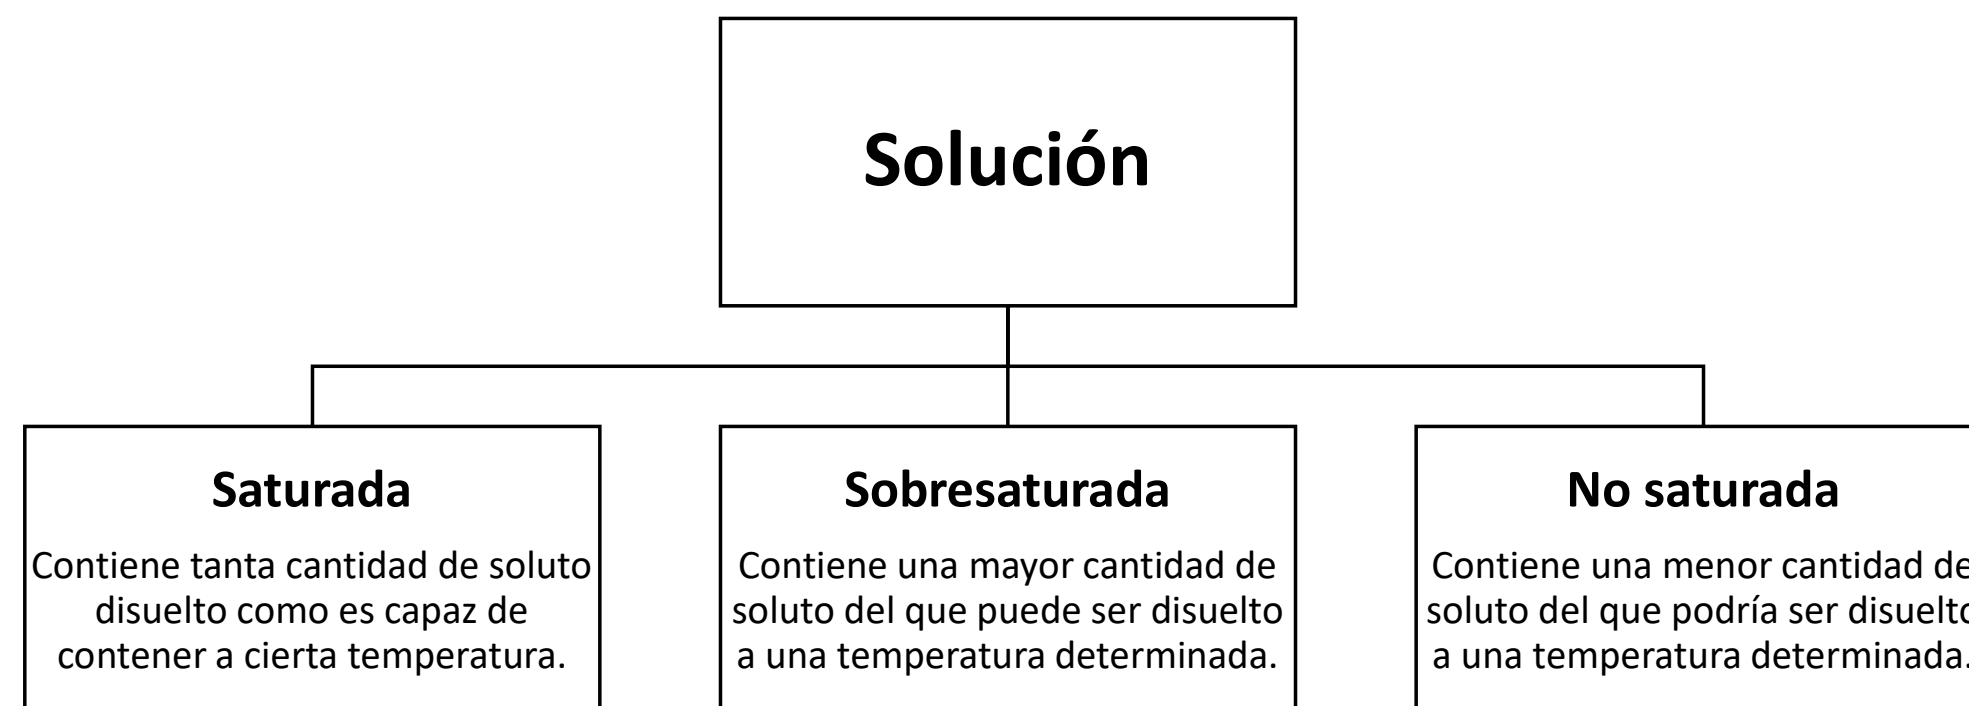 Solución
Saturada
Contiene tanta cantidad de soluto
disuelto como es capaz de
contener a cierta temperatura.
Sobresaturada
Contiene una mayor cantidad de
soluto del que puede ser disuelto
a una temperatura determinada.
No saturada
Contiene una menor cantidad de
soluto del que podría ser disuelto
a una temperatura determinada.